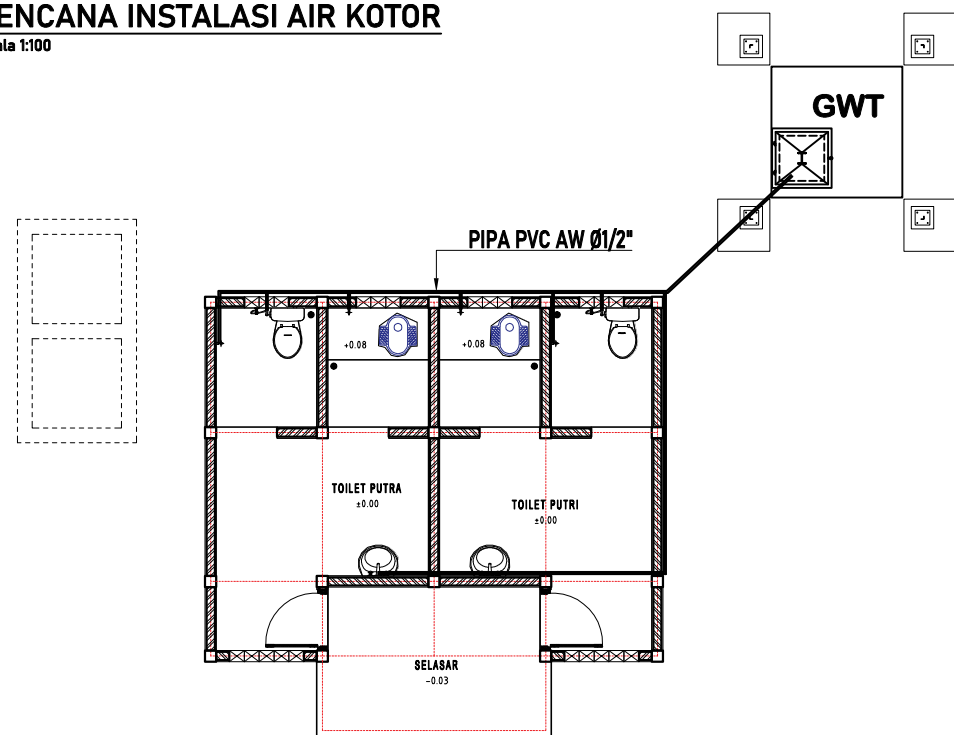 ENCANA INSTALASI AIR KOTOR
ala 1:100
GWT
PIPA PVC AW Ø1/2"
+0.08
+0.08
TOILET PUTRA
±0.00
TOILET PUTRI
±0.00
SELASAR
-0.03